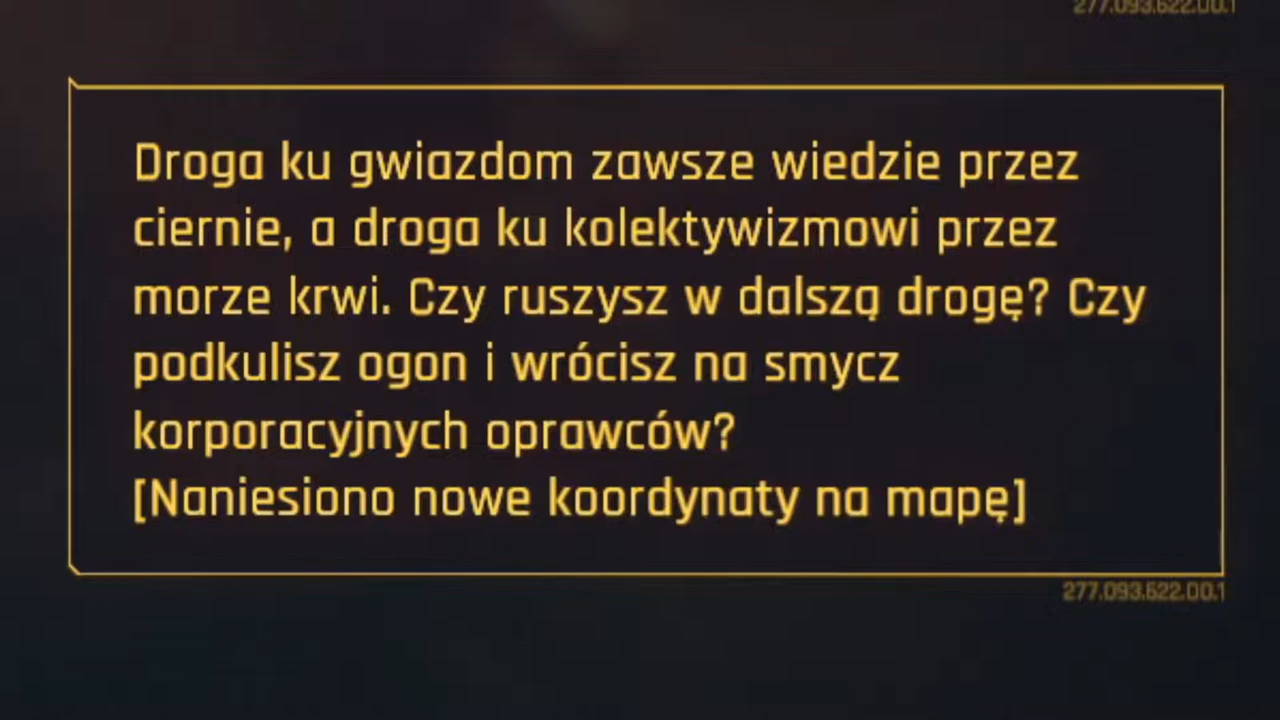 277.093.622.00.1
Droga ku gwiazdom zawsze wiedzie przez
ciernie, a droga ku kolektywizmowi przez
morze krwi. Czy ruszysz w dalszą drogę? Czy
podkulisz ogon i wrócisz na smycz
korporacyjnych oprawców?
[Naniesiono nowe koordynaty na mapę]
277.093.622.00.1